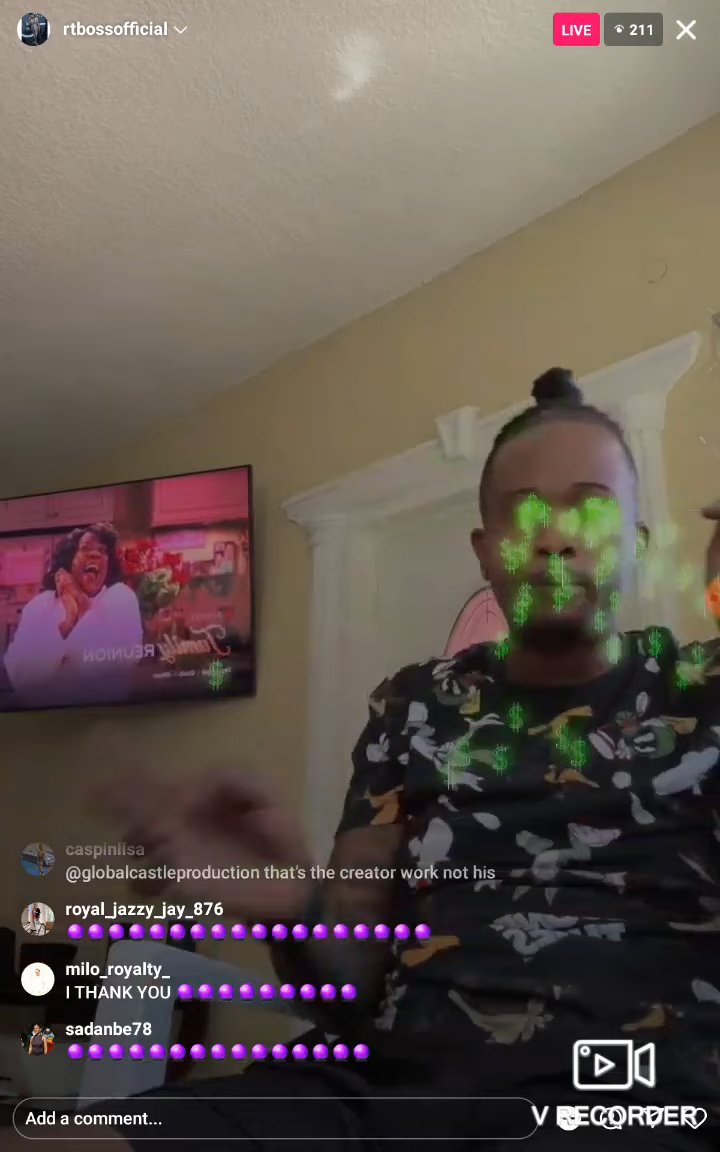 rtbossofficial
LIVE
211
Family
REUNION
caspinlisa
@globalcastleproduction that's the creator work not his
royal_jazzy_jay_876
🟣🟣🟣🟣🟣🟣🟣🟣🟣🟣🟣🟣🟣🟣🟣🟣🟣🟣
milo_royalty_
I THANK YOU 🟣🟣🟣🟣🟣🟣🟣🟣🟣
sadanbe78
🟣🟣🟣🟣🟣🟣🟣🟣🟣🟣🟣🟣🟣🟣🟣
Add a comment...
V RECORDER